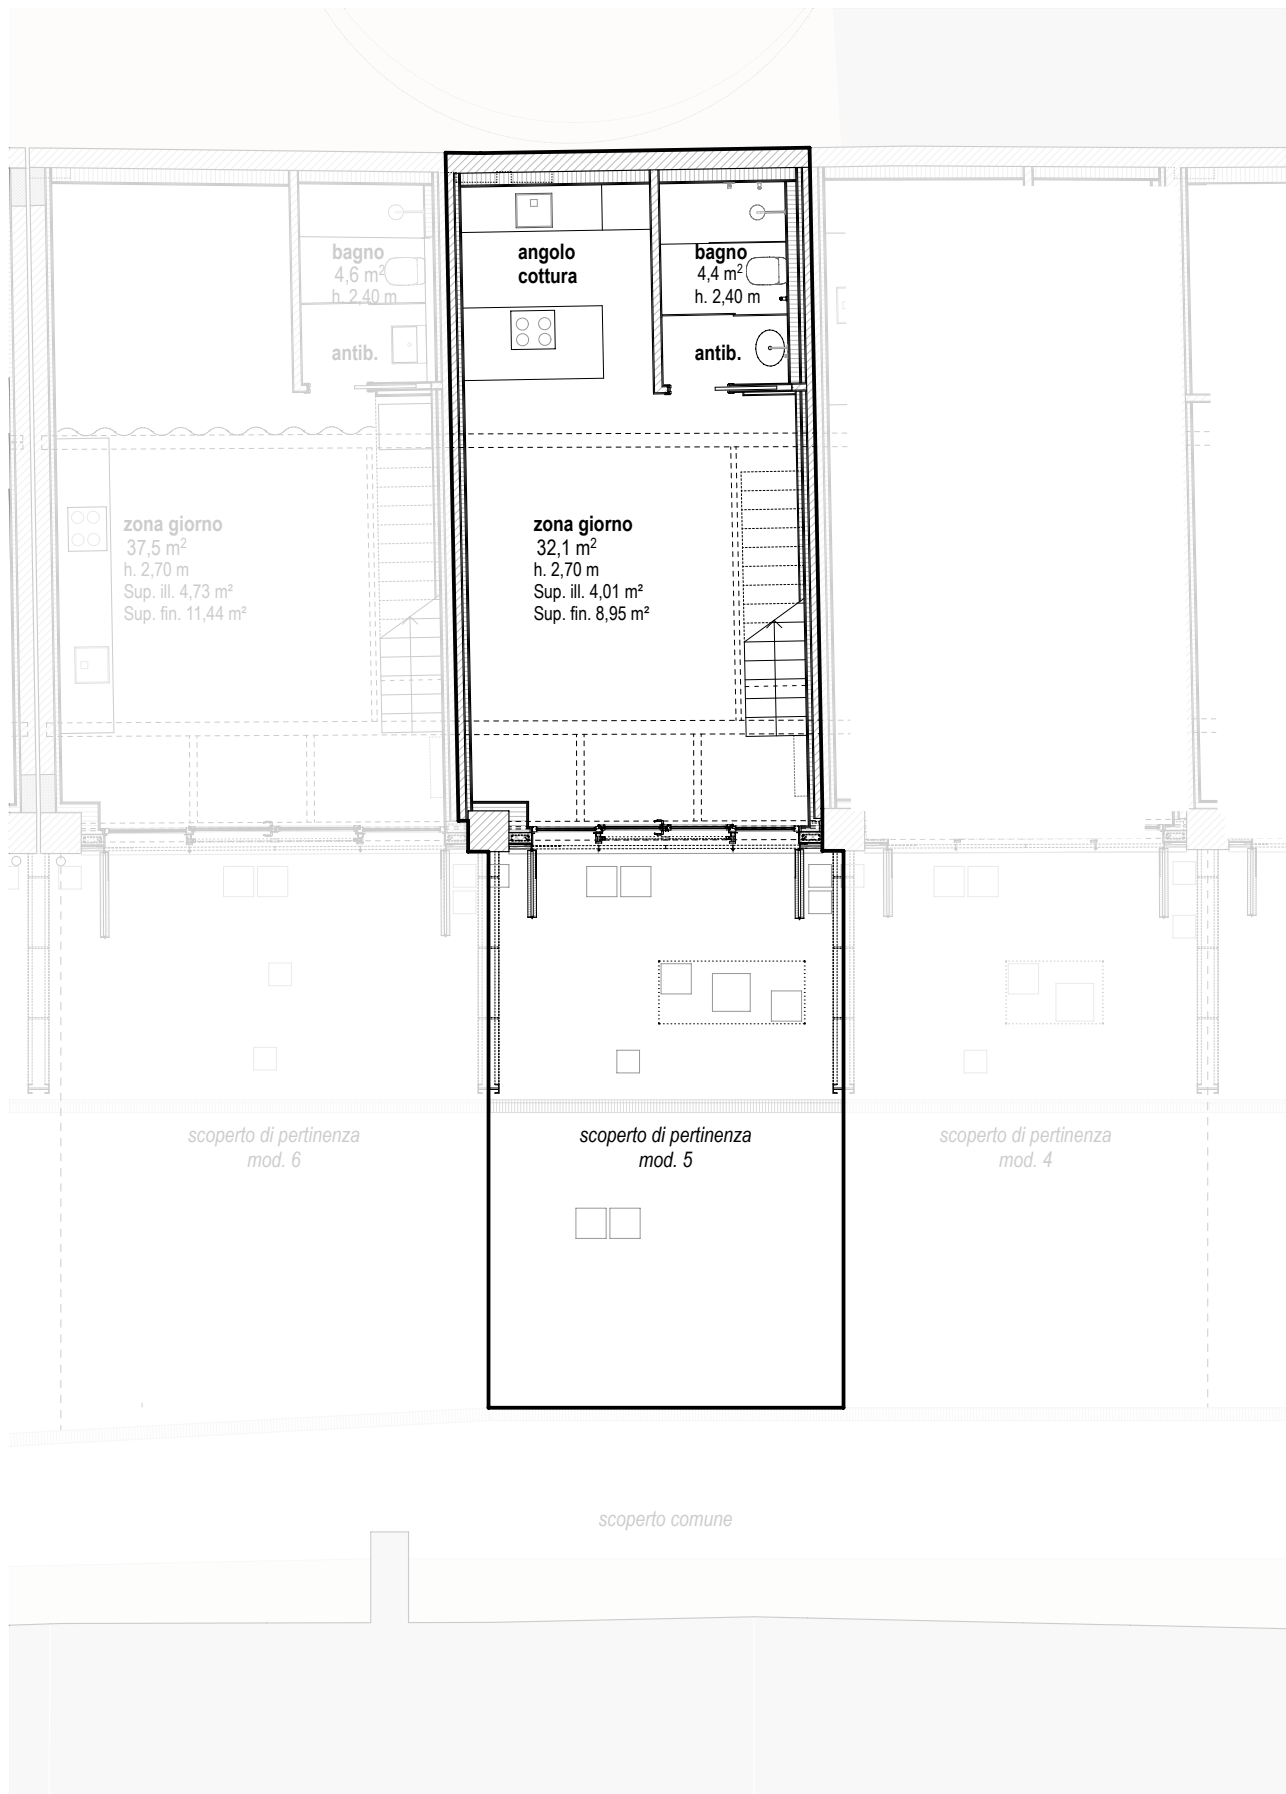 bagno
4,6 m²
h. 2,40 m
antib.
angolo
cottura
bagno
4,4 m²
h. 2,40 m
antib.
zona giorno
37,5 m²
h. 2,70 m
Sup. ill. 4,73 m²
Sup. fin. 11,44 m²
zona giorno
32,1 m²
h. 2,70 m
Sup. ill. 4,01 m²
Sup. fin. 8,95 m²
scoperto di pertinenza
mod. 6
scoperto di pertinenza
mod. 5
scoperto di pertinenza
mod. 4
scoperto comune